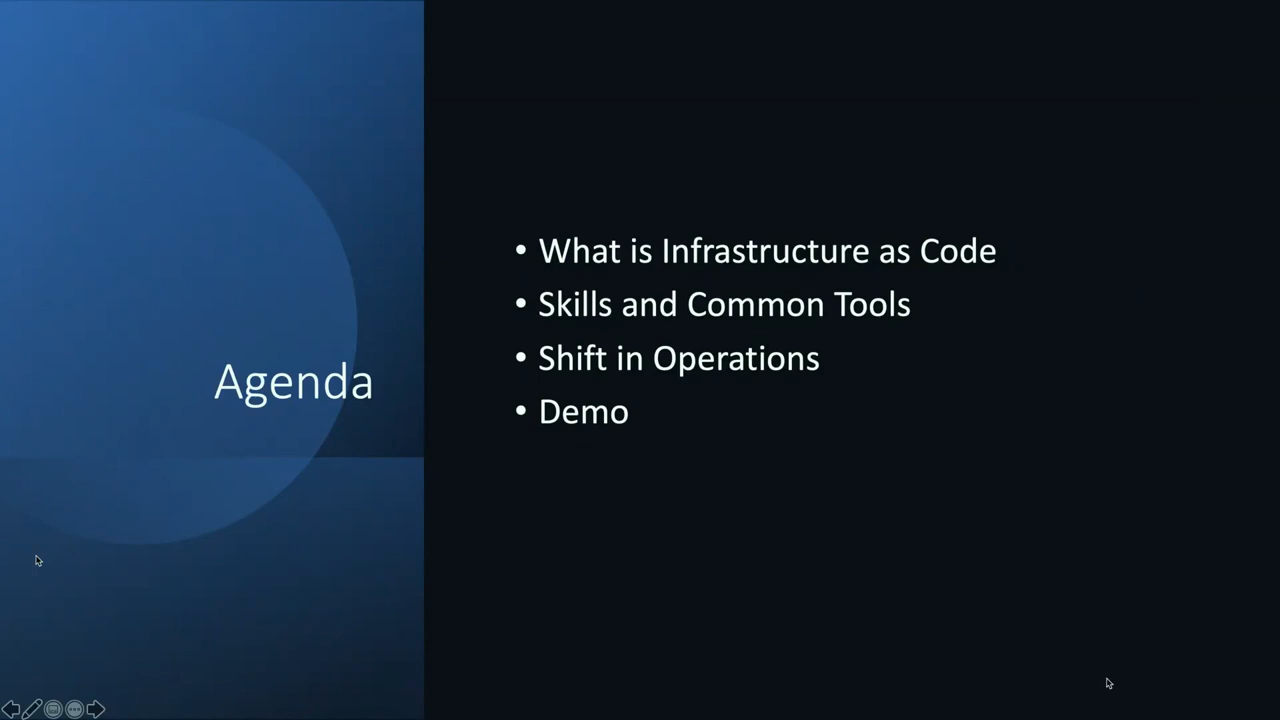 Agenda
• What is Infrastructure as Code
• Skills and Common Tools
• Shift in Operations
• Demo